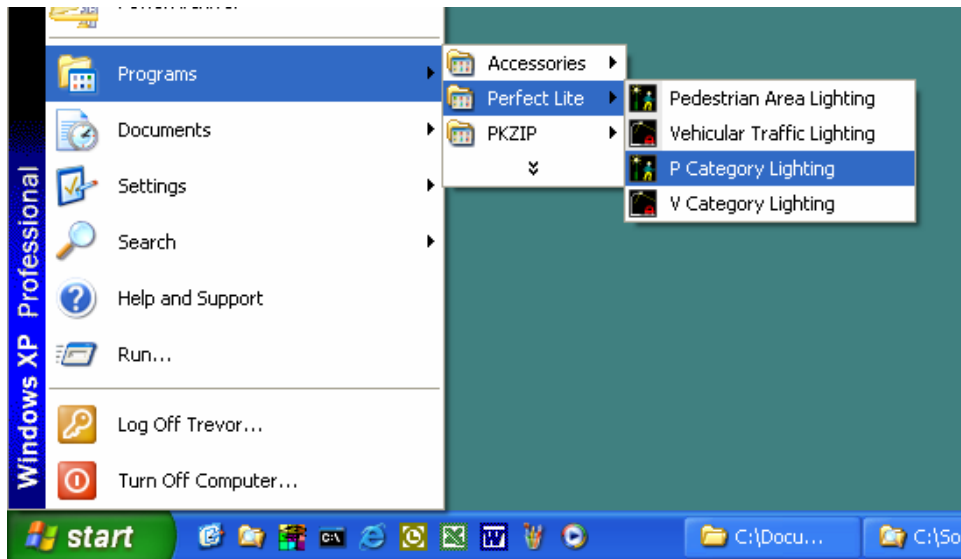 Programs
Documents
Settings
Search
Help and Support
Run...
Log Off Trevor...
Turn Off Computer...
Windows XP Professional
Accessories
Perfect Lite
PKZIP
Pedestrian Area Lighting
Vehicular Traffic Lighting
P Category Lighting
V Category Lighting
start
C:\Docu...
C:\So